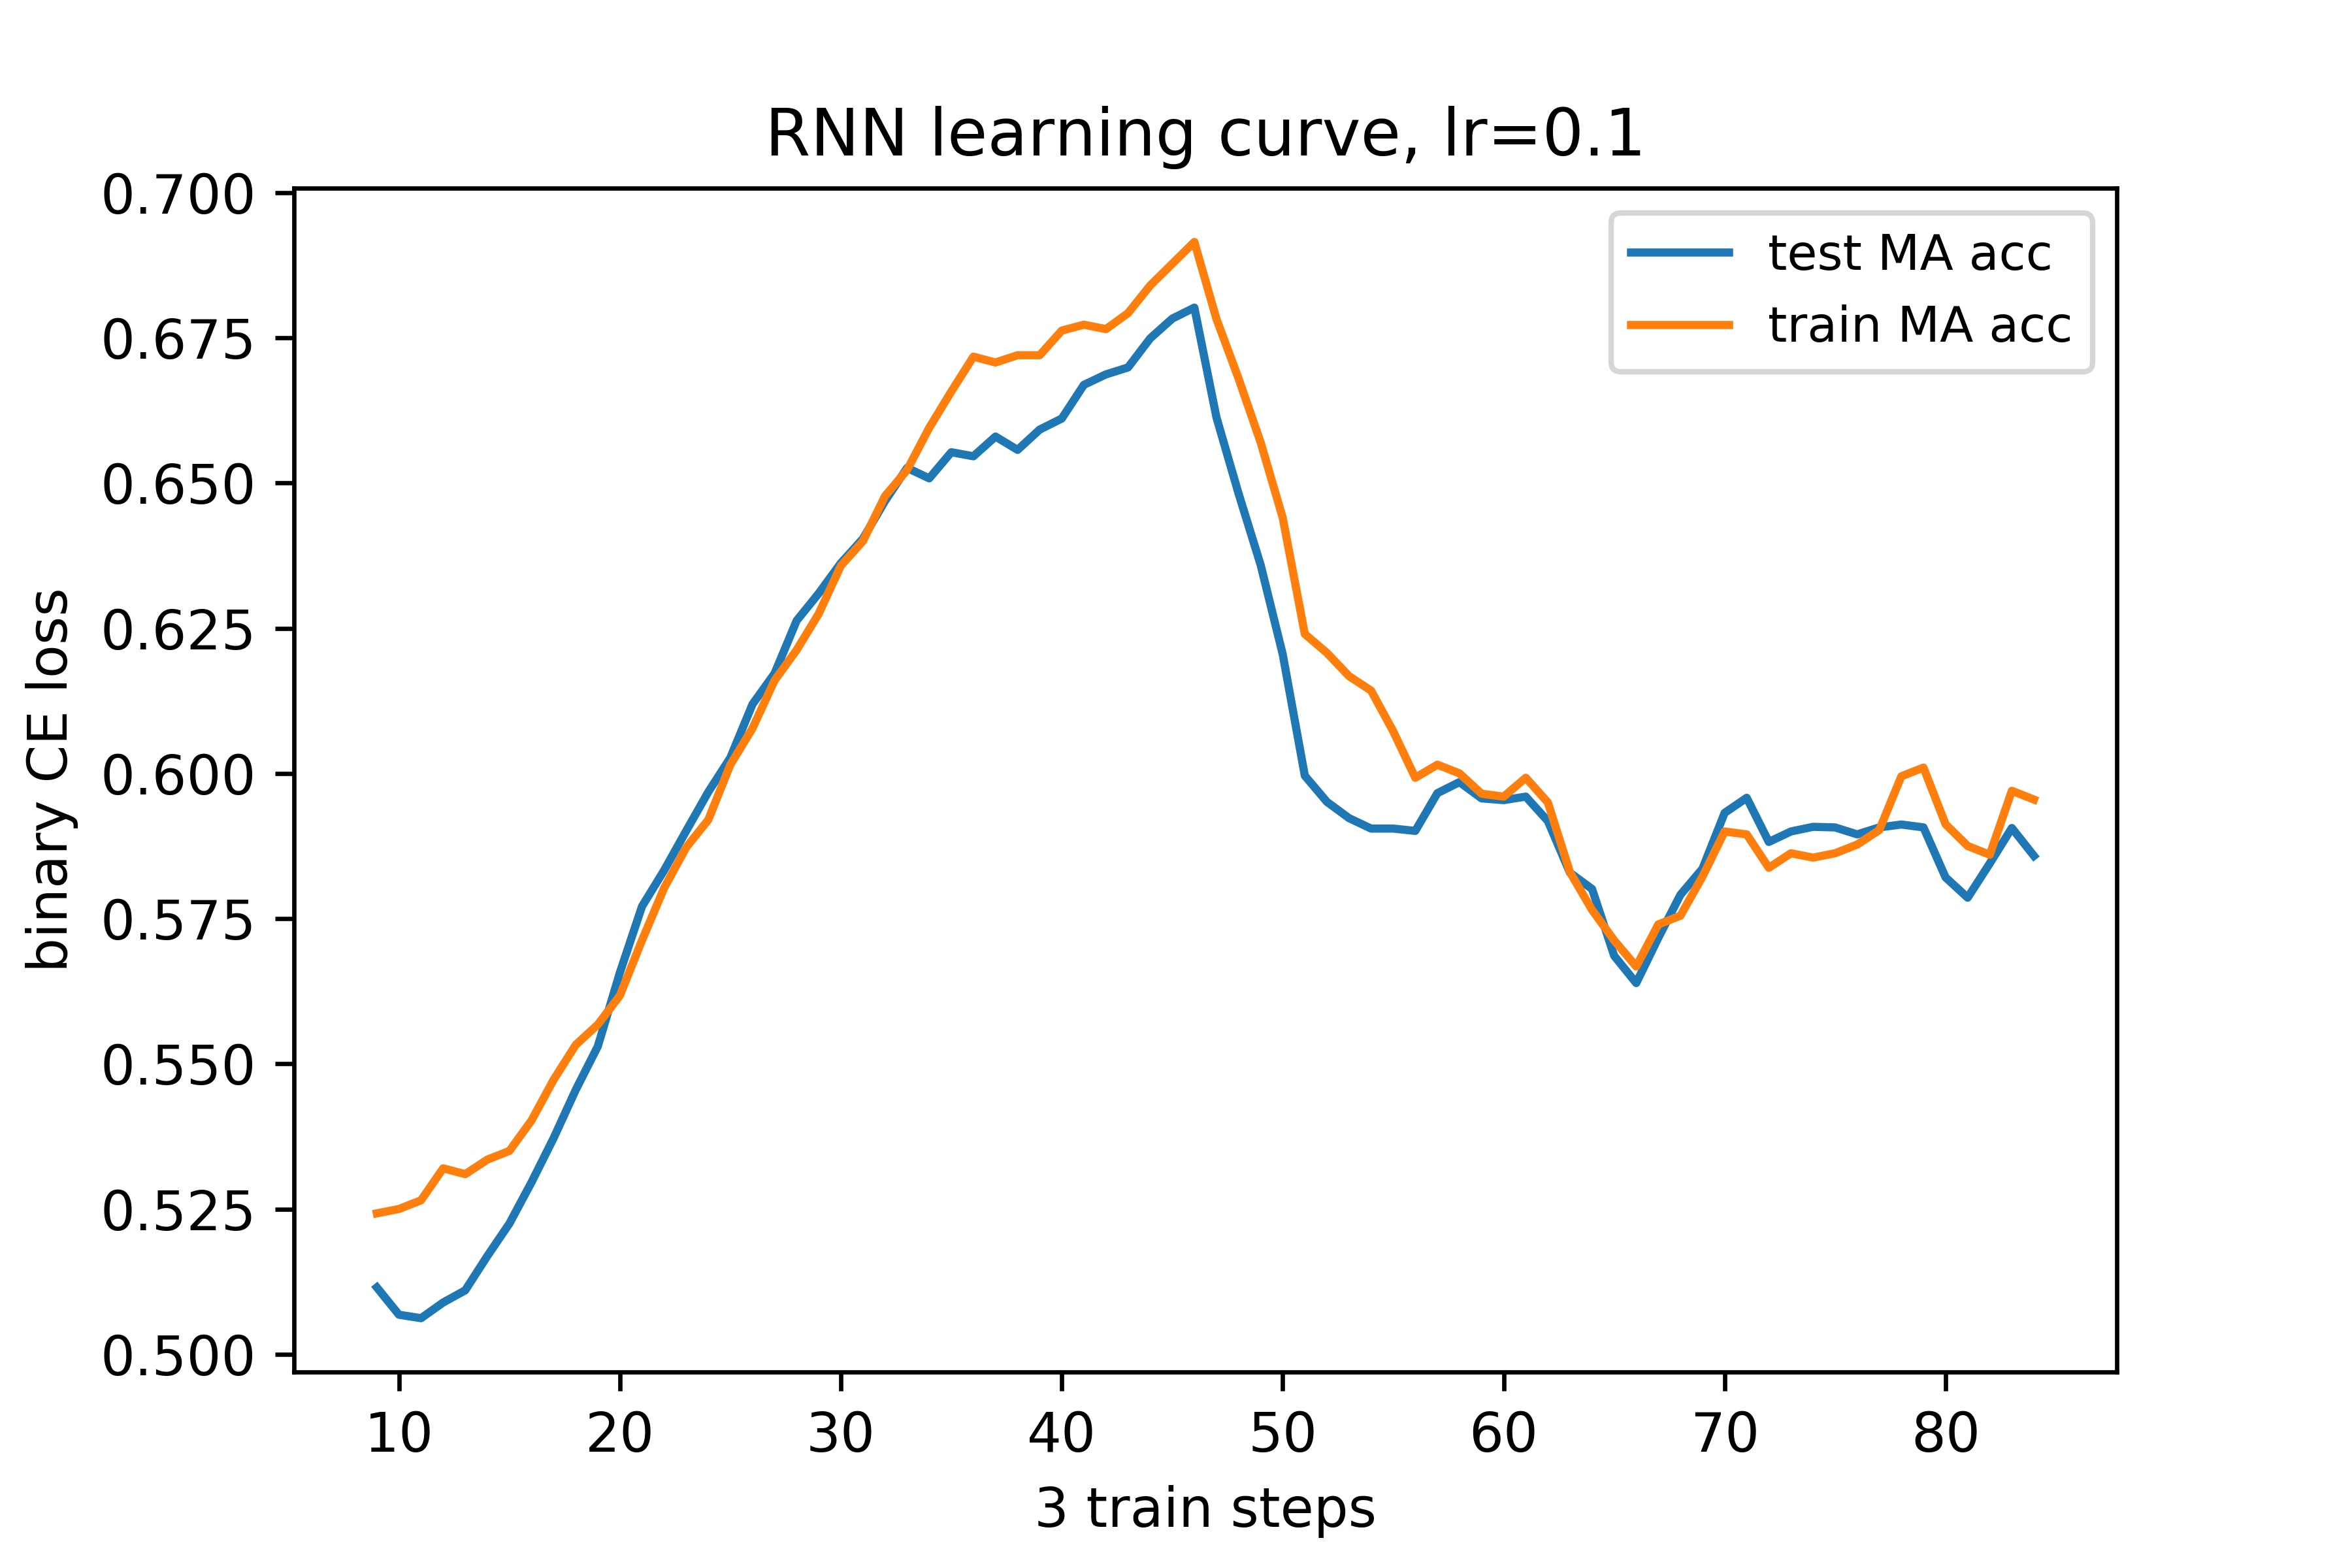 RNN learning curve, lr=0.1
0.700
0.675
0.650
0.625
0.600
0.575
0.550
0.525
0.500
binary CE loss
test MA acc
train MA acc
10 20 30 40 50 60 70 80
3 train steps